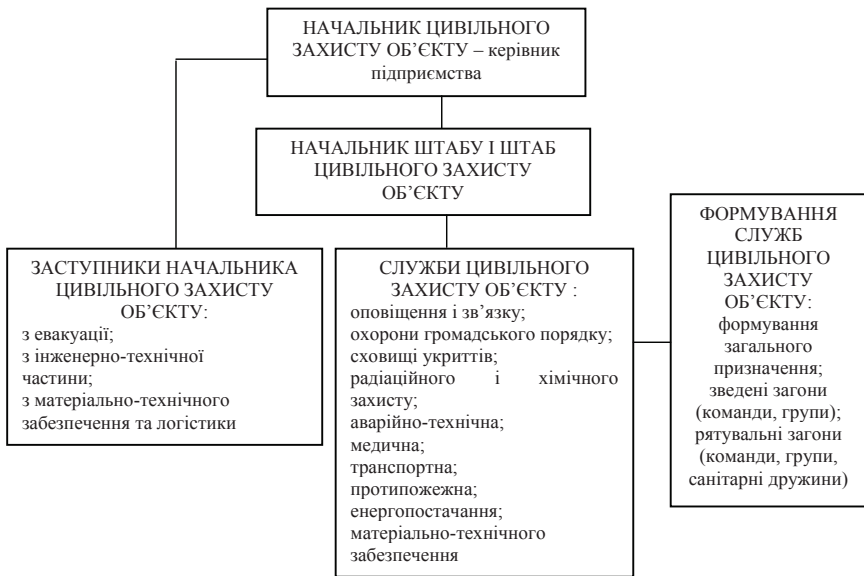 НАЧАЛЬНИК ЦИВІЛЬНОГО
ЗАХИСТУ ОБ’ЄКТУ – керівник
підприємства
НАЧАЛЬНИК ШТАБУ І ШТАБ
ЦИВІЛЬНОГО ЗАХИСТУ
ОБ’ЄКТУ
ЗАСТУПНИКИ НАЧАЛЬНИКА
ЦИВІЛЬНОГО ЗАХИСТУ
ОБ’ЄКТУ:
з евакуації;
з інженерно-технічної
частини;
з матеріально-технічного
забезпечення та логістики
СЛУЖБИ ЦИВІЛЬНОГО
ЗАХИСТУ ОБ’ЄКТУ :
оповіщення і зв’язку;
охорони громадського порядку;
сховищі укриттів;
радіаційного і хімічного
захисту;
аварійно-технічна;
медична;
транспортна;
протипожежна;
енергопостачання;
матеріально-технічного
забезпечення
ФОРМУВАННЯ
СЛУЖБ
ЦИВІЛЬНОГО
ЗАХИСТУ
ОБ’ЄКТУ:
формування
загального
призначення;
зведені загони
(команди, групи);
рятувальні загони
(команди, групи,
санітарні дружини)